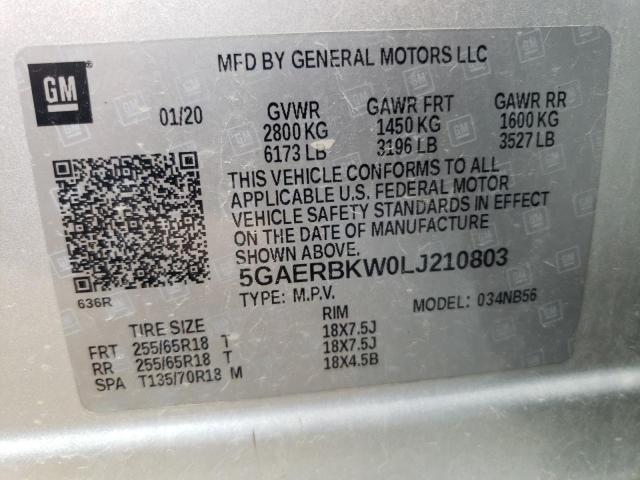 GM
MFD BY GENERAL MOTORS LLC
01/20
GVWR GAWR FRT GAWR RR
2800 KG 1450 KG 1600 KG
6173 LB 3196 LB 3527 LB
THIS VEHICLE CONFORMS TO ALL
APPLICABLE U.S. FEDERAL MOTOR
VEHICLE SAFETY STANDARDS IN EFFECT
ON THE DATE OF MANUFACTURE
SHOWN ABOVE.
5GAERBKW0LJ210803
636R
TYPE: M.P.V. MODEL: 034NB56
TIRE SIZE RIM
FRT 255/65R18 T 18X7.5J
RR 255/65R18 T 18X7.5J
SPA T135/70R18 M 18X4.5B